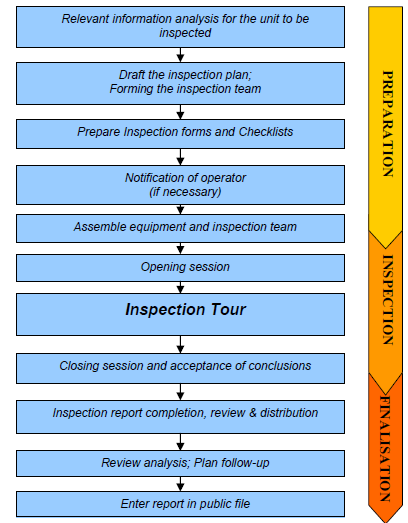 Relevant information analysis for the unit to be
inspected
Draft the inspection plan;
Forming the inspection team
Prepare Inspection forms and Checklists
Notification of operator
(if necessary)
Assemble equipment and inspection team
Opening session
Inspection Tour
Closing session and acceptance of conclusions
Inspection report completion, review & distribution
Review analysis; Plan follow-up
Enter report in public file
PREPARATION
INSPECTION
FINALISATION